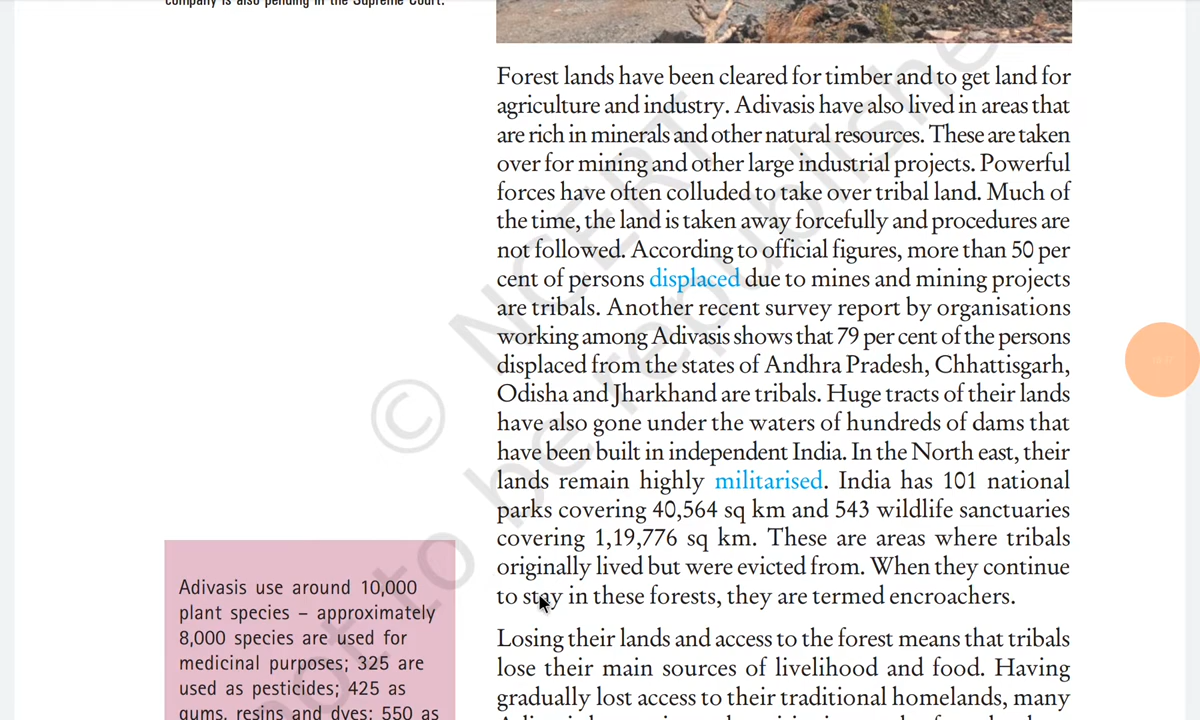 company is also pending in the Supreme Court.
Forest lands have been cleared for timber and to get land for
agriculture and industry. Adivasis have also lived in areas that
are rich in minerals and other natural resources. These are taken
over for mining and other large industrial projects. Powerful
forces have often colluded to take over tribal land. Much of
the time, the land is taken away forcefully and procedures are
not followed. According to official figures, more than 50 per
cent of persons displaced due to mines and mining projects
are tribals. Another recent survey report by organisations
working among Adivasis shows that 79 per cent of the persons
displaced from the states of Andhra Pradesh, Chhattisgarh,
Odisha and Jharkhand are tribals. Huge tracts of their lands
have also gone under the waters of hundreds of dams that
have been built in independent India. In the North east, their
lands remain highly militarised. India has 101 national
parks covering 40,564 sq km and 543 wildlife sanctuaries
covering 1,19,776 sq km. These are areas where tribals
originally lived but were evicted from. When they continue
to stay in these forests, they are termed encroachers.
Losing their lands and access to the forest means that tribals
lose their main sources of livelihood and food. Having
gradually lost access to their traditional homelands, many
Adivasis use around 10,000
plant species – approximately
8,000 species are used for
medicinal purposes; 325 are
used as pesticides; 425 as
gums, resins and dyes; 550 as
© NCERT
not to be republished